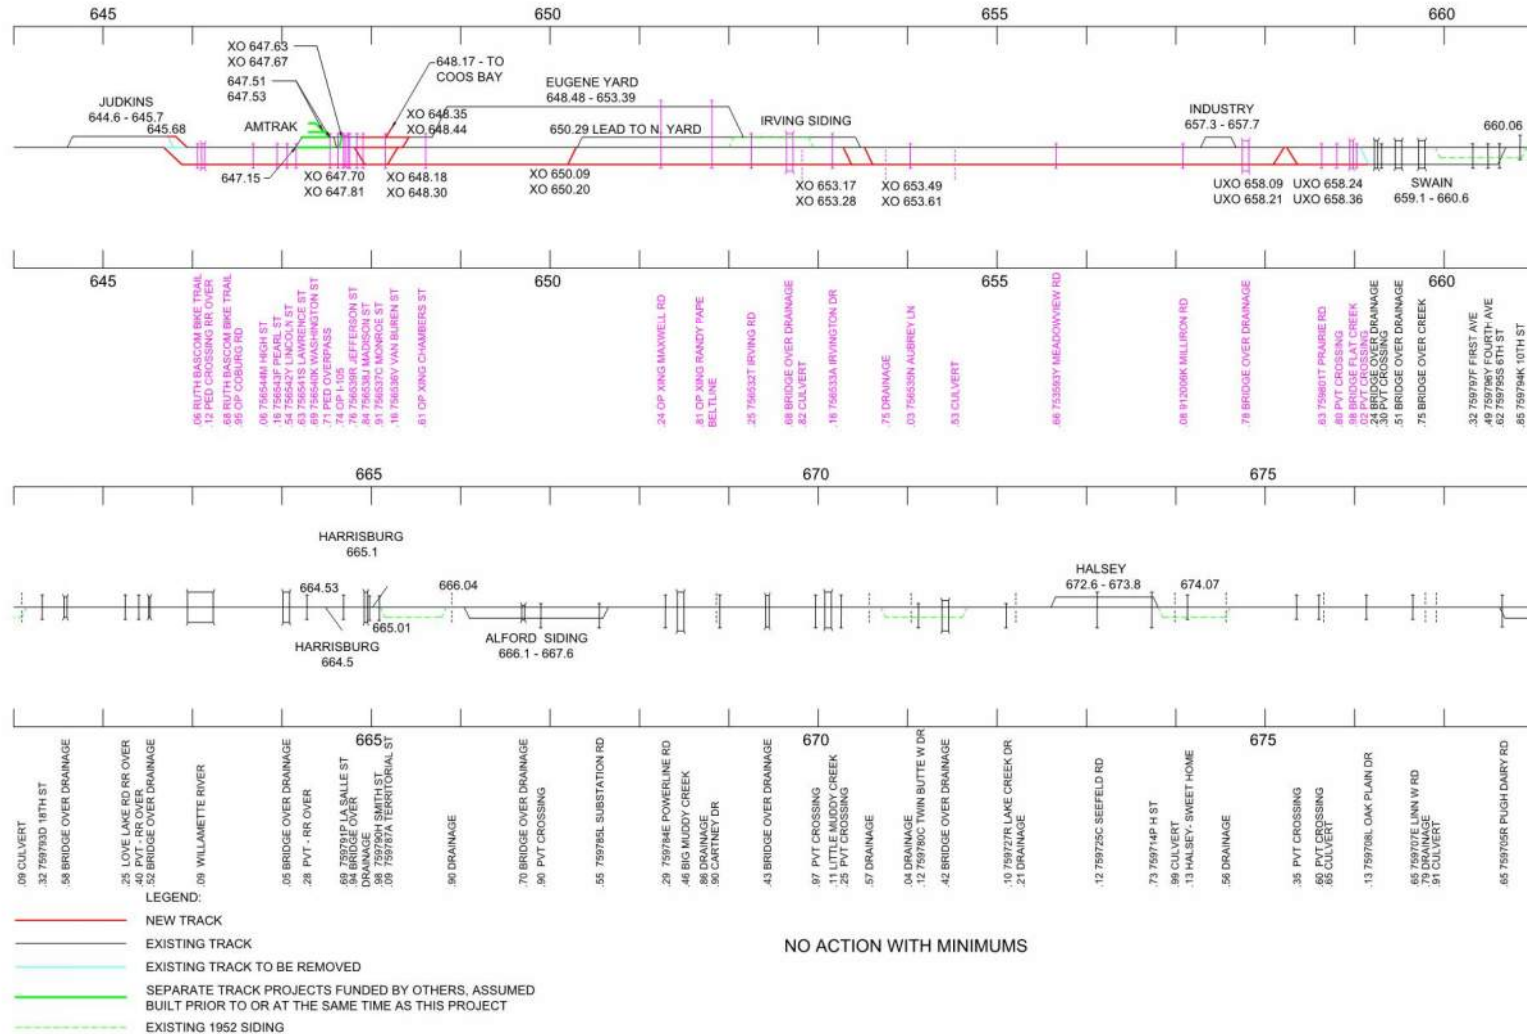 645
650
655
660
XO 647.63
XO 647.67
647.51
647.53
648.17 - TO
COOS BAY
EUGENE YARD
648.48 - 653.39
JUDKINS
644.6 - 645.7
645.68
AMTRAK
XO 648.35
XO 648.44
650.29 LEAD TO N. YARD
IRVING SIDING
INDUSTRY
657.3 - 657.7
660.06
647.15
XO 647.70
XO 647.81
XO 648.18
XO 648.30
XO 650.09
XO 650.20
XO 653.17
XO 653.28
XO 653.49
XO 653.61
UXO 658.09
UXO 658.21
UXO 658.24
UXO 658.36
SWAIN
659.1 - 660.6
645
650
655
660
.06 RUTH BASCOM BIKE TRAIL
.12 PED CROSSING RR OVER
.68 RUTH BASCOM BIKE TRAIL
.95 OP COBURG RD
.06 756544M HIGH ST
.16 756543F PEARL ST
.54 756542Y LINCOLN ST
.63 756541S LAWRENCE ST
.69 756540K WASHINGTON ST
.71 PED OVERPASS
.74 OP I-105
.76 756539R JEFFERSON ST
.84 756538J MADISON ST
.91 756537C MONROE ST
.16 756536V VAN BUREN ST
.61 OP XING CHAMBERS ST
.24 OP XING MAXWELL RD
.81 OP XING RANDY PAPE
BELTLINE
.25 756532T IRVING RD
.68 BRIDGE OVER DRAINAGE
.82 CULVERT
.16 756533A IRVINGTON DR
.75 DRAINAGE
.03 756535N AUBREY LN
.53 CULVERT
.66 753593Y MEADOWVIEW RD
.08 912006K MILLIRON RD
.78 BRIDGE OVER DRAINAGE
.63 759801T PRAIRIE RD
.80 PVT CROSSING
.98 BRIDGE FLAT CREEK
.02 PVT CROSSING
.24 BRIDGE OVER DRAINAGE
.30 PVT CROSSING
.51 BRIDGE OVER DRAINAGE
.75 BRIDGE OVER CREEK
.32 759797F FIRST AVE
.49 759796Y FOURTH AVE
.62 759795S 6TH ST
.85 759794K 10TH ST
665
670
675
HARRISBURG
665.1
664.53
666.04
HALSEY
672.6 - 673.8
674.07
665.01
HARRISBURG
664.5
ALFORD SIDING
666.1 - 667.6
665
670
675
.09 CULVERT
.32 759793D 18TH ST
.58 BRIDGE OVER DRAINAGE
.25 LOVE LAKE RD RR OVER
.40 PVT - RR OVER
.52 BRIDGE OVER DRAINAGE
.09 WILLAMETTE RIVER
.05 BRIDGE OVER DRAINAGE
.28 PVT - RR OVER
.69 759791P LA SALLE ST
.94 BRIDGE OVER
DRAINAGE
.98 759790H SMITH ST
.09 759787A TERRITORIAL ST
.90 DRAINAGE
.70 BRIDGE OVER DRAINAGE
.90 PVT CROSSING
.55 759785L SUBSTATION RD
.29 759784E POWERLINE RD
.46 BIG MUDDY CREEK
.86 DRAINAGE
.90 CARTNEY DR
.43 BRIDGE OVER DRAINAGE
.97 PVT CROSSING
.11 LITTLE MUDDY CREEK
.25 PVT CROSSING
.57 DRAINAGE
.04 DRAINAGE
.12 759780C TWIN BUTTE W DR
.42 BRIDGE OVER DRAINAGE
.10 759727R LAKE CREEK DR
.21 DRAINAGE
.12 759725C SEEFELD RD
.73 759714P H ST
.99 CULVERT
.13 HALSEY- SWEET HOME
.56 DRAINAGE
.35 PVT CROSSING
.60 PVT CROSSING
.65 CULVERT
.13 759708L OAK PLAIN DR
.65 759707E LINN W RD
.79 DRAINAGE
.91 CULVERT
.65 759705R PUGH DAIRY RD
LEGEND:
NEW TRACK
EXISTING TRACK
EXISTING TRACK TO BE REMOVED
SEPARATE TRACK PROJECTS FUNDED BY OTHERS, ASSUMED
BUILT PRIOR TO OR AT THE SAME TIME AS THIS PROJECT
EXISTING 1952 SIDING
NO ACTION WITH MINIMUMS